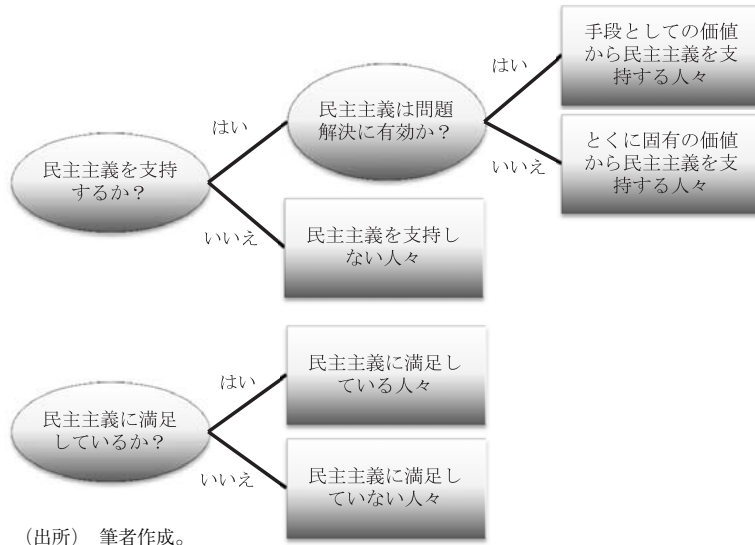 民主主義を支持
するか？
はい
いいえ
民主主義は問題
解決に有効か？
はい
いいえ
手段としての価値
から民主主義を支
持する人々
とくに固有の価値
から民主主義を支
持する人々
民主主義を支持し
ない人々
民主主義に満足
しているか？
はい
いいえ
民主主義に満足し
ている人々
民主主義に満足し
ていない人々
（出所）　筆者作成。